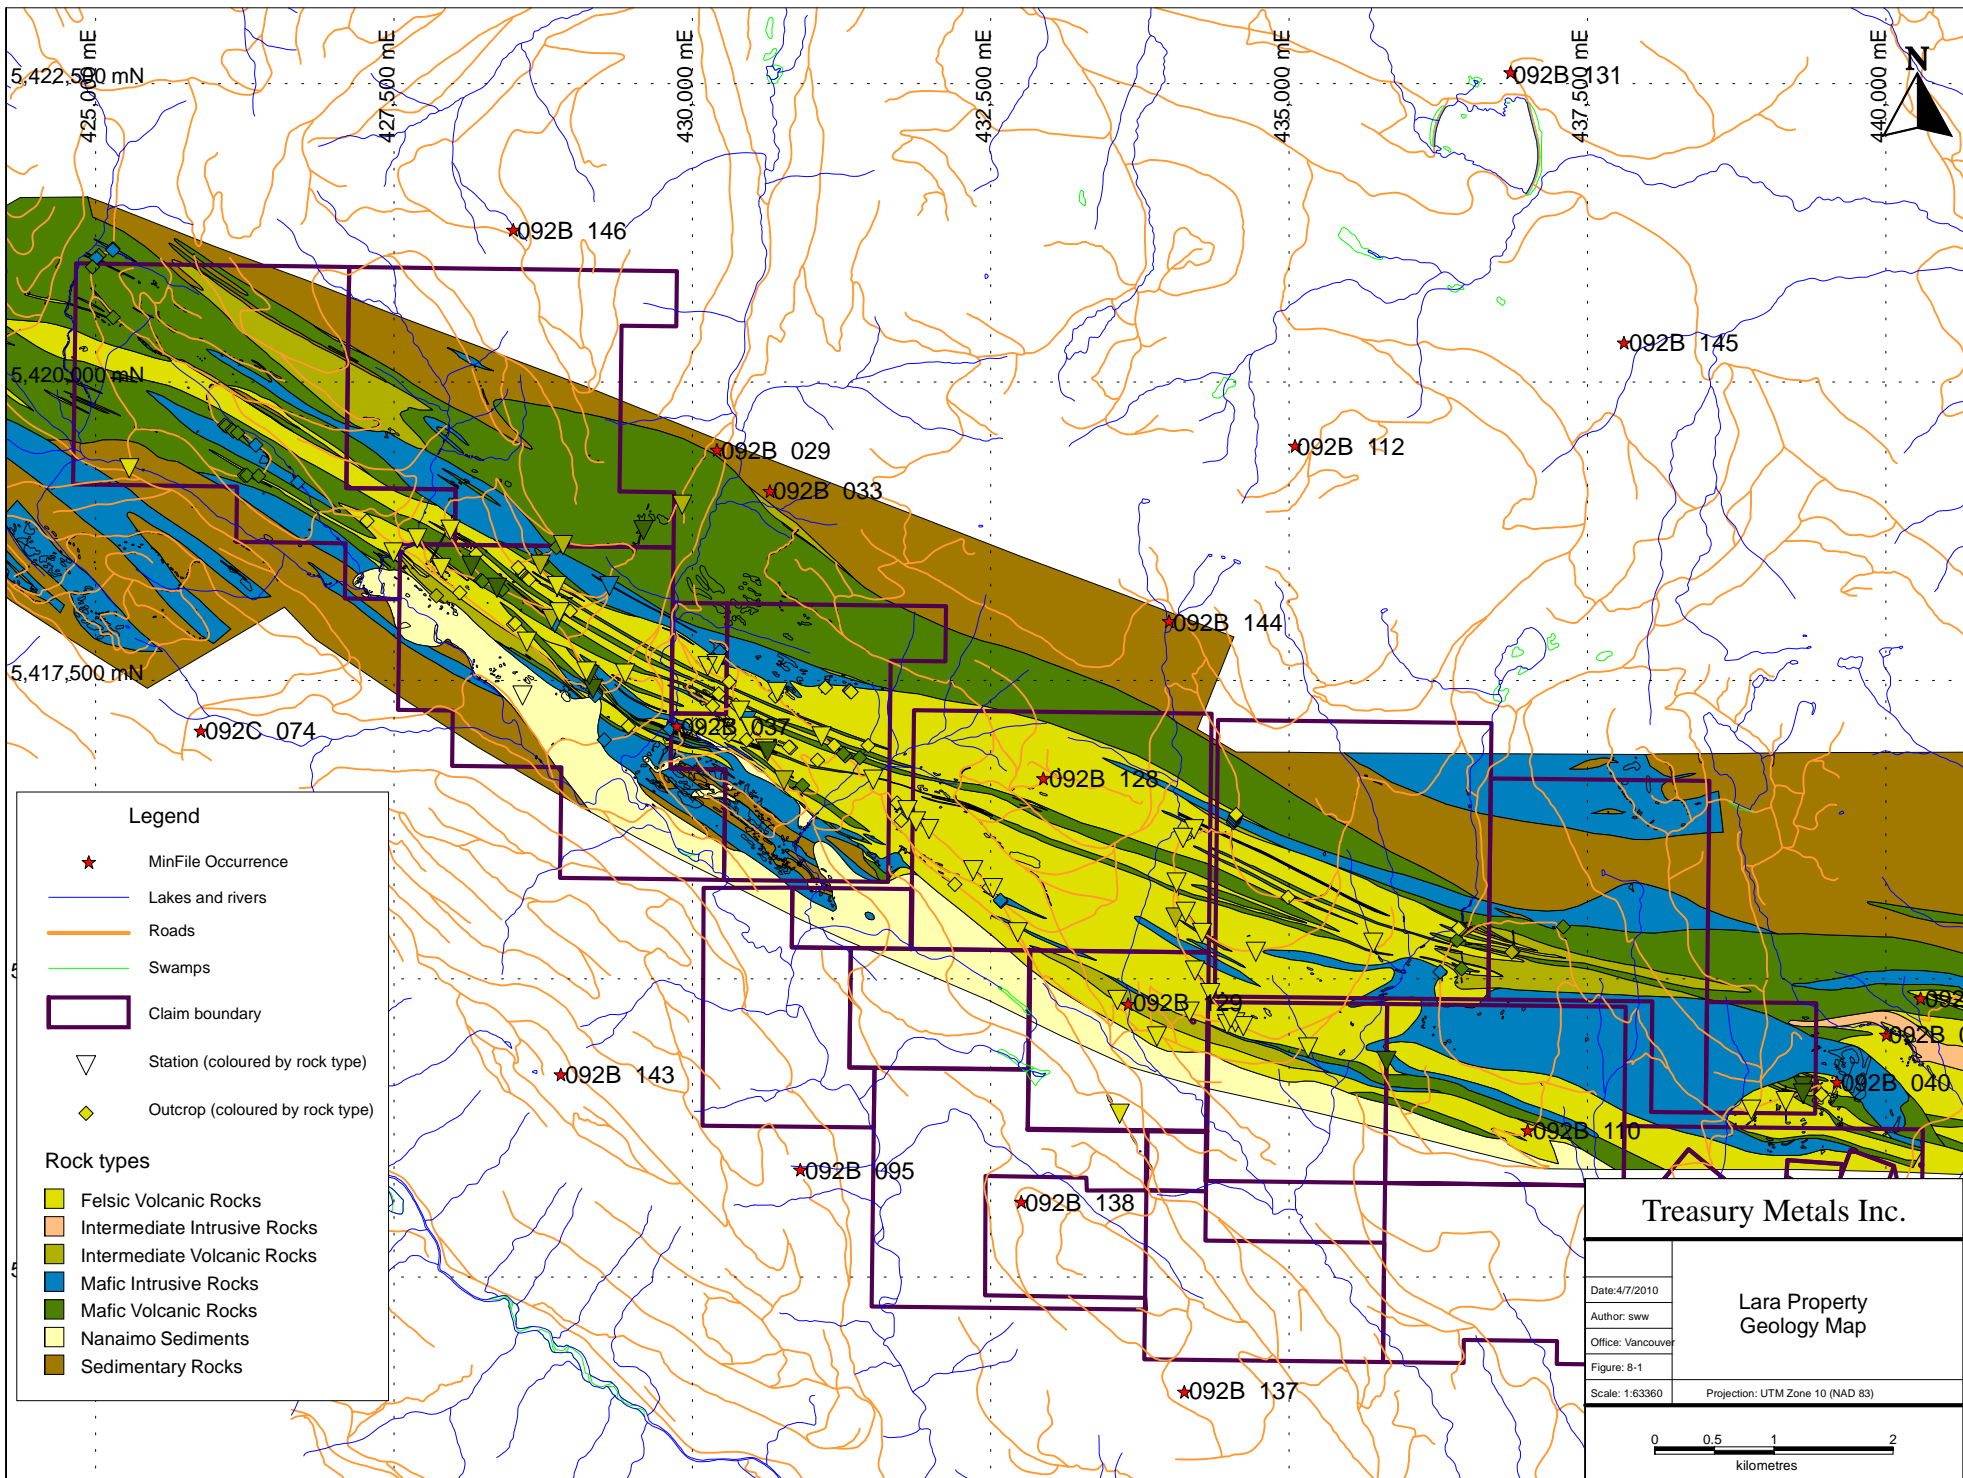 425,000 mE
427,500 mE
430,000 mE
432,500 mE
435,000 mE
437,500 mE
440,000 mE
N
5,422,500 mN
092B 131
092B 146
092B 145
5,420,000 mN
092B 029
092B 112
092B 033
092B 144
5,417,500 mN
092C 074
092B 037
092B 128
092B 129
092B 143
092B 040
092B 110
092B 095
092B 138
092B 137
Legend
MinFile Occurrence
Lakes and rivers
Roads
Swamps
Claim boundary
Station (coloured by rock type)
Outcrop (coloured by rock type)
Rock types
Felsic Volcanic Rocks
Intermediate Intrusive Rocks
Intermediate Volcanic Rocks
Mafic Intrusive Rocks
Mafic Volcanic Rocks
Nanaimo Sediments
Sedimentary Rocks
Treasury Metals Inc.
Date:4/7/2010
Author: sww
Office: Vancouver
Figure: 8-1
Scale: 1:63360
Lara Property
Geology Map
Projection: UTM Zone 10 (NAD 83)
0 0.5 1 2
kilometres